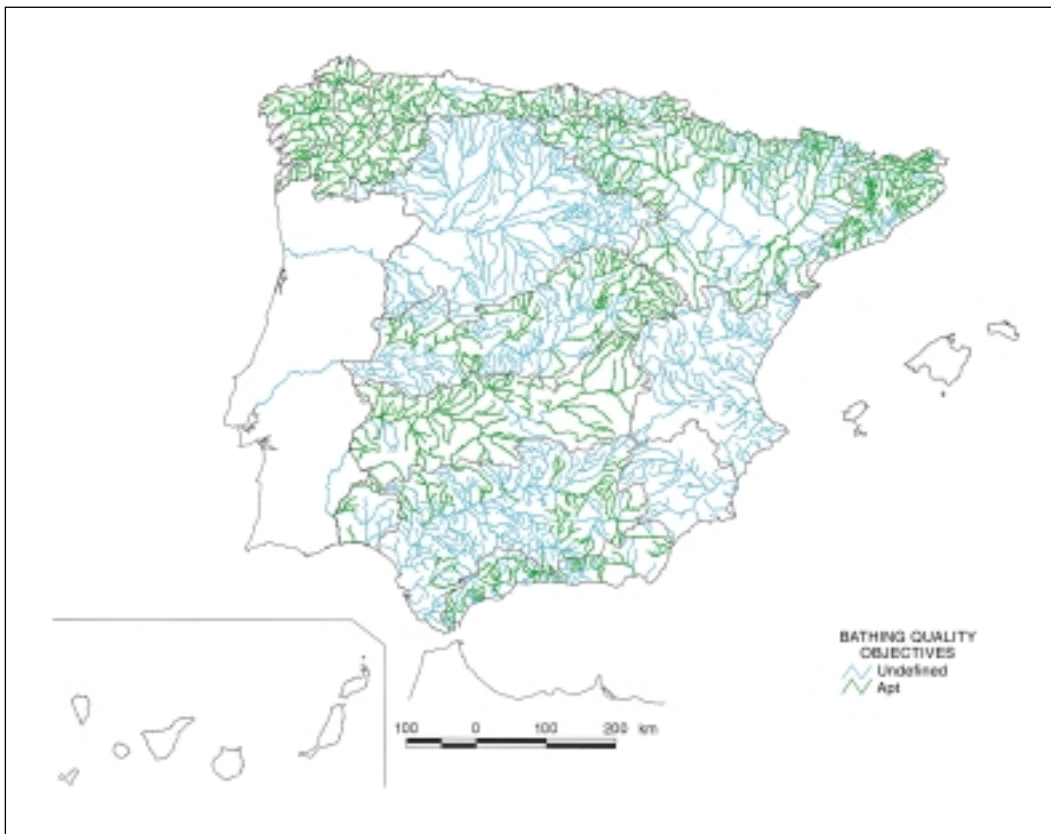 BATHING QUALITY
OBJECTIVES
Undefined
Apt
100 0 100 200 km